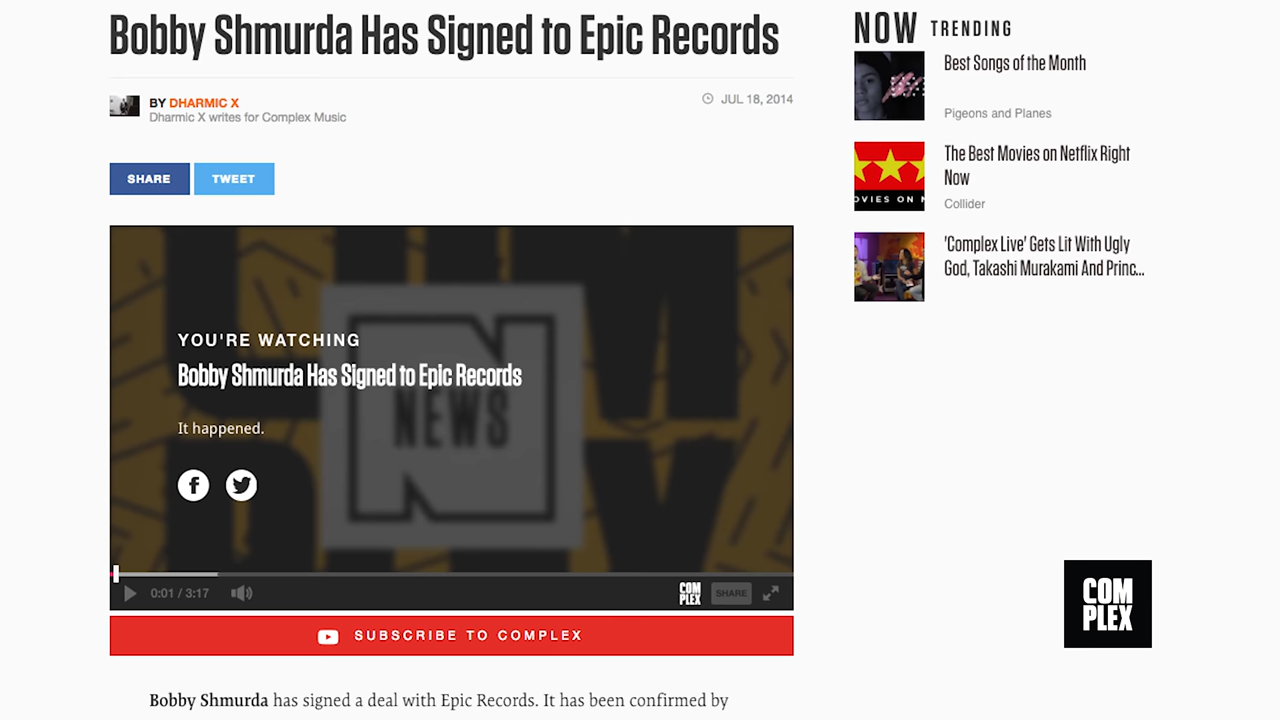 Bobby Shmurda Has Signed to Epic Records
BY DHARMIC X
Dharmic X writes for Complex Music
JUL 18, 2014
SHARE
TWEET
YOU'RE WATCHING
Bobby Shmurda Has Signed to Epic Records
NEWS
It happened.
0:01 / 3:17
COM
PLEX
SHARE
SUBSCRIBE TO COMPLEX
Bobby Shmurda has signed a deal with Epic Records. It has been confirmed by
NOW TRENDING
Best Songs of the Month
Pigeons and Planes
The Best Movies on Netflix Right
Now
Collider
OVIES ON
'Complex Live' Gets Lit With Ugly
God, Takashi Murakami And Princ...
COM
PLEX